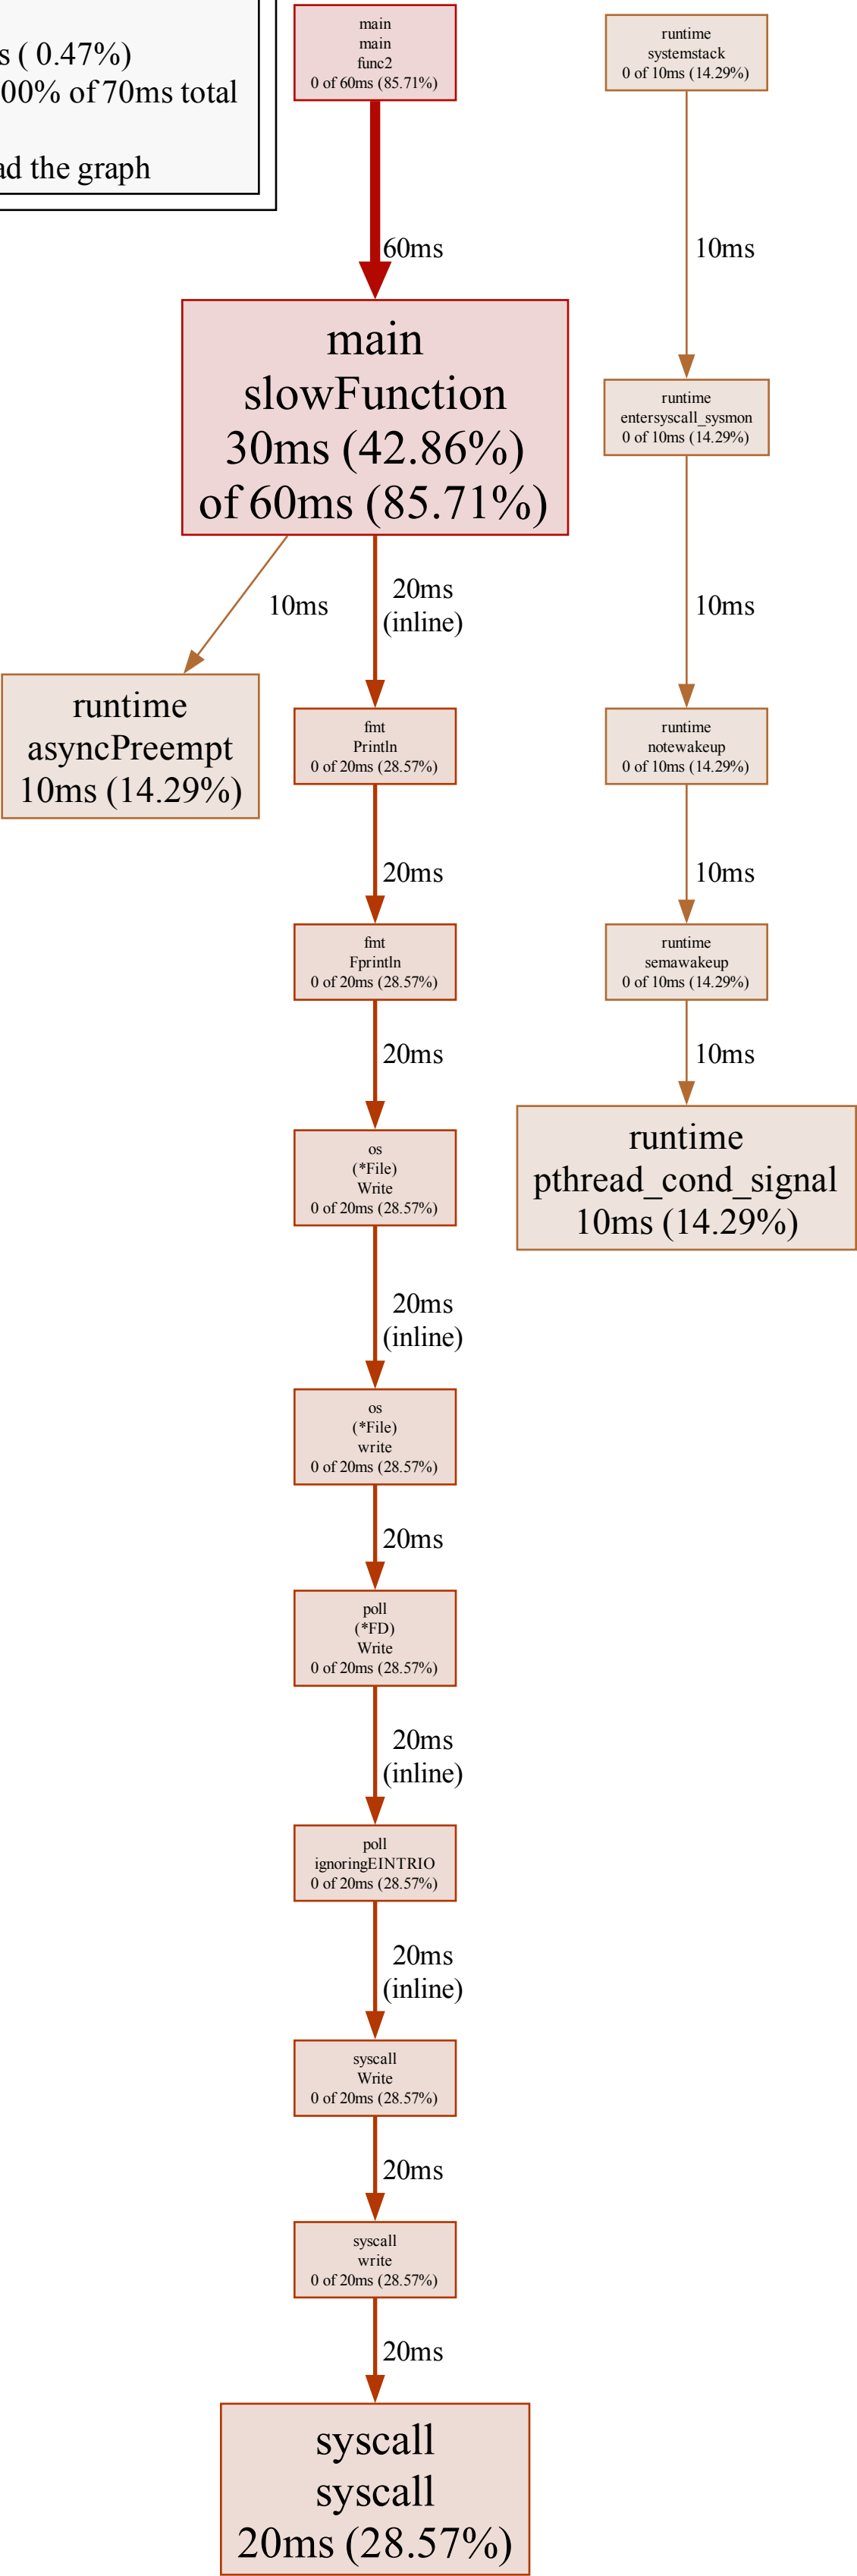 s ( 0.47%)
00% of 70ms total
ad the graph
main
main
func2
0 of 60ms (85.71%)
runtime
systemstack
0 of 10ms (14.29%)
60ms
10ms
main
slowFunction
30ms (42.86%)
of 60ms (85.71%)
runtime
entersyscall_sysmon
0 of 10ms (14.29%)
10ms
20ms
(inline)
10ms
runtime
asyncPreempt
10ms (14.29%)
fmt
Println
0 of 20ms (28.57%)
runtime
notewakeup
0 of 10ms (14.29%)
20ms
10ms
fmt
Fprintln
0 of 20ms (28.57%)
runtime
semawakeup
0 of 10ms (14.29%)
20ms
10ms
os
(*File)
Write
0 of 20ms (28.57%)
runtime
pthread_cond_signal
10ms (14.29%)
20ms
(inline)
os
(*File)
write
0 of 20ms (28.57%)
20ms
poll
(*FD)
Write
0 of 20ms (28.57%)
20ms
(inline)
poll
ignoringEINTRIO
0 of 20ms (28.57%)
20ms
(inline)
syscall
Write
0 of 20ms (28.57%)
20ms
syscall
write
0 of 20ms (28.57%)
20ms
syscall
syscall
20ms (28.57%)